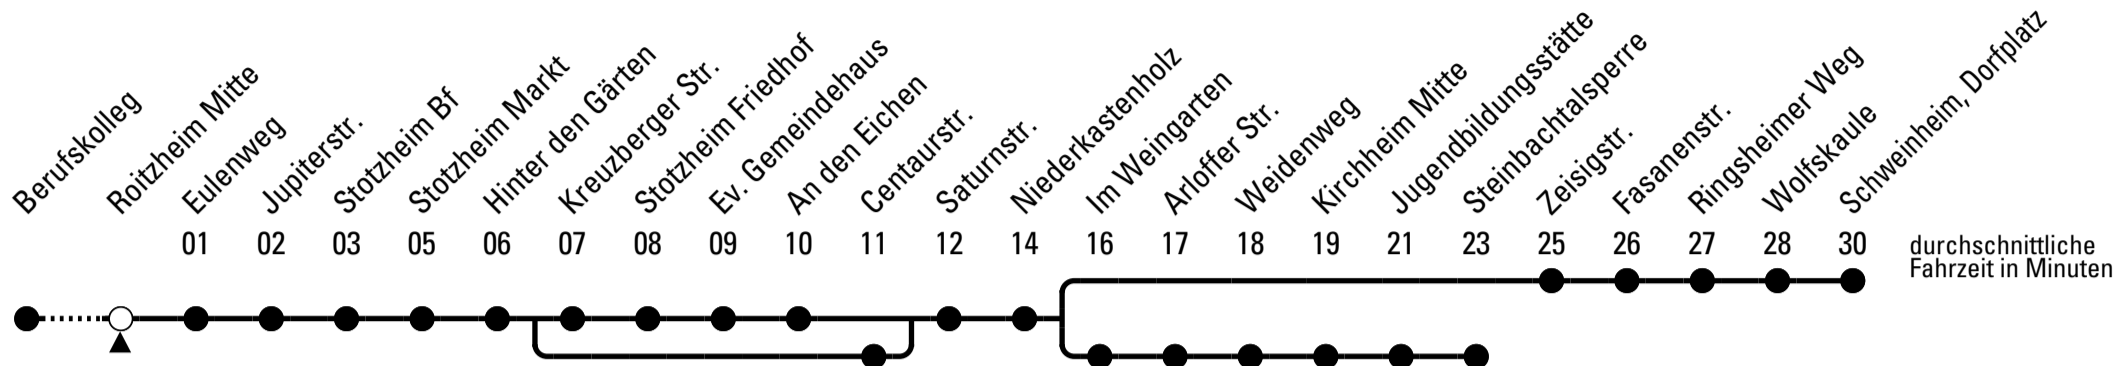 Berufskolleg
Roitzheim Mitte
Eulenweg
Jupiterstr.
Stotzheim Bf
Stotzheim Markt
Hinter den Gärten
Kreuzberger Str.
Stotzheim Friedhof
Ev. Gemeindehaus
An den Eichen
Centaurstr.
Saturnstr.
Niederkastenholz
Im Weingarten
Arloffer Str.
Weidenweg
Kirchheim Mitte
Jugendbildungsstätte
Steinbachtalsperre
Zeisigstr.
Fasanenstr.
Ringsheimer Weg
Wolfskaule
Schweinheim, Dorfplatz
01 02 03 05 06 07 08 09 10 11 12 14 16 17 18 19 21 23 25 26 27 28 30
durchschnittliche
Fahrzeit in Minuten